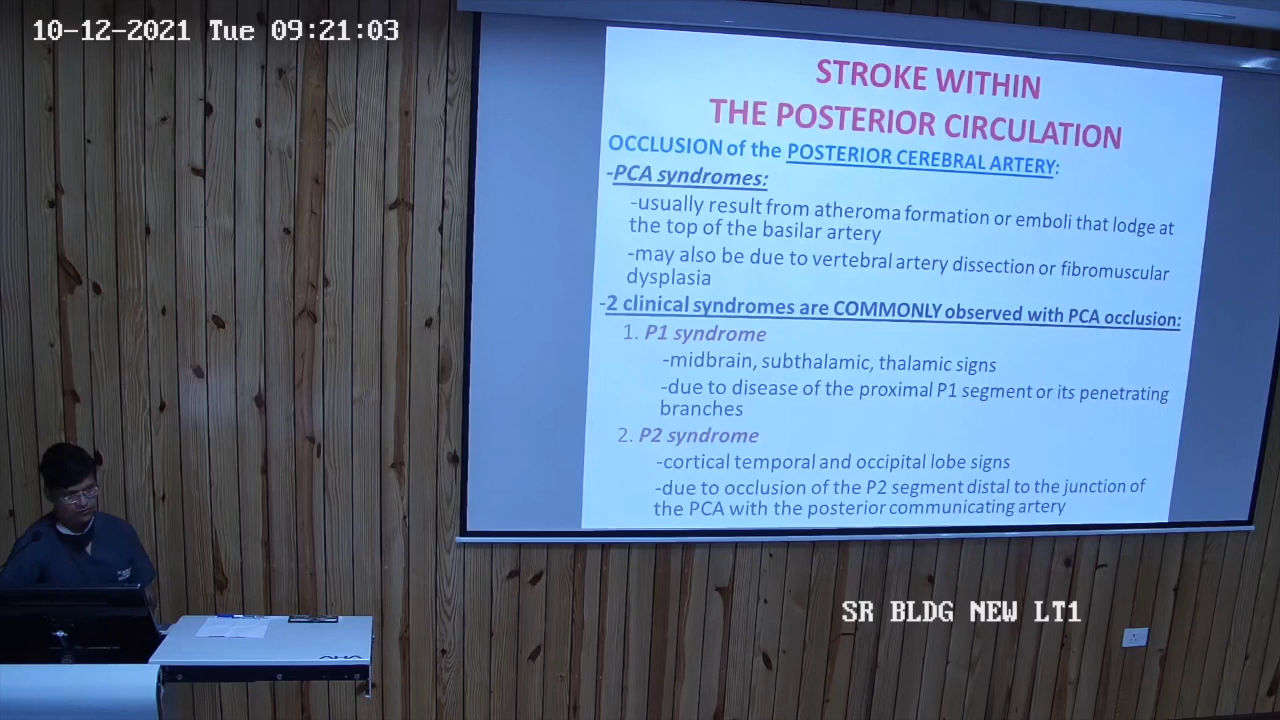 10-12-2021 Tue 09:21:03
STROKE WITHIN
THE POSTERIOR CIRCULATION
OCCLUSION of the POSTERIOR CEREBRAL ARTERY:
-PCA syndromes:
-usually result from atheroma formation or emboli that lodge at
the top of the basilar artery
-may also be due to vertebral artery dissection or fibromuscular
dysplasia
-2 clinical syndromes are COMMONLY observed with PCA occlusion:
1. P1 syndrome
-midbrain, subthalamic, thalamic signs
-due to disease of the proximal P1 segment or its penetrating
branches
2. P2 syndrome
-cortical temporal and occipital lobe signs
-due to occlusion of the P2 segment distal to the junction of
the PCA with the posterior communicating artery
SR BLDG NEW LT1
AHA